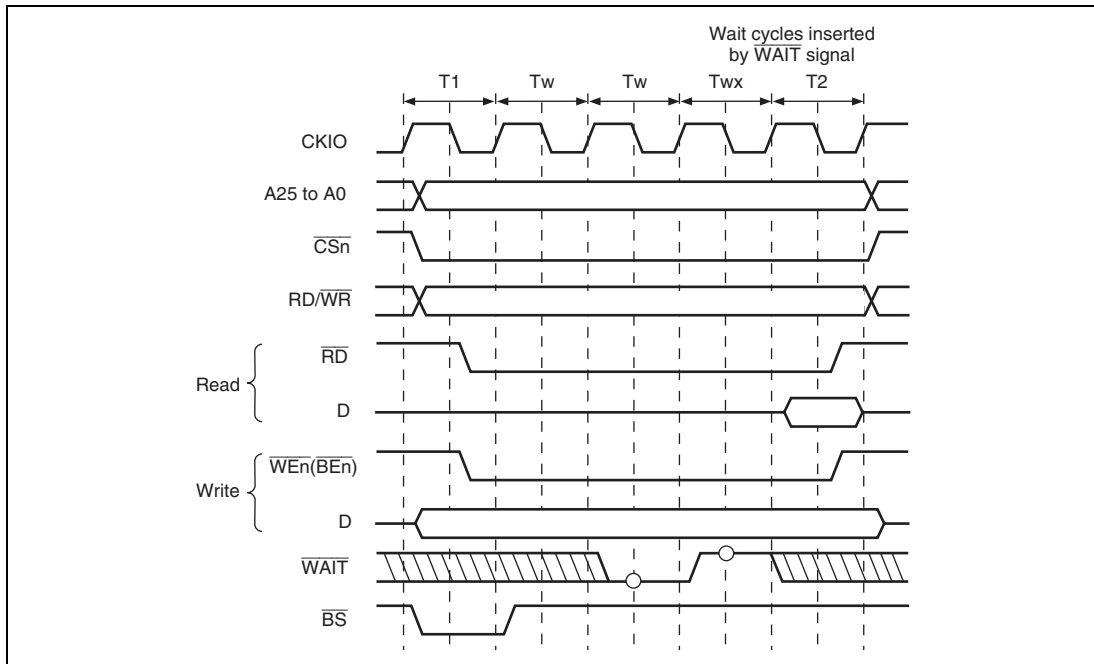 Wait cycles inserted
by WAIT signal
T1 Tw Tw Twx T2
CKIO
A25 to A0
CSn
RD/WR
Read
RD
D
Write
WEn(BEn)
D
WAIT
BS